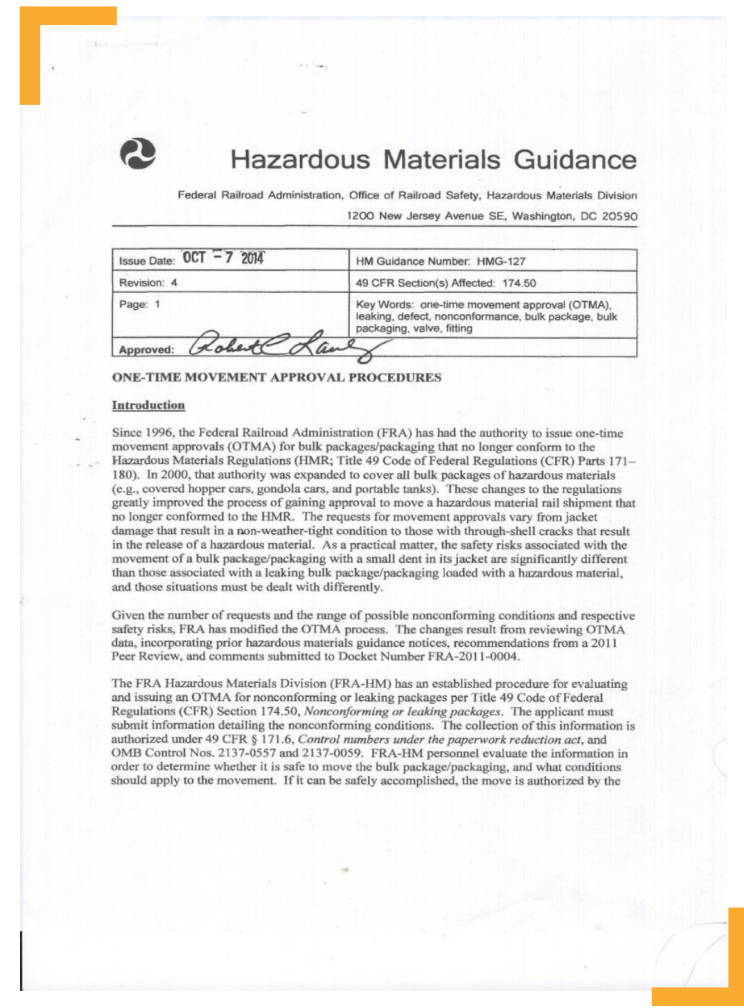 Hazardous Materials Guidance
Federal Railroad Administration, Office of Railroad Safety, Hazardous Materials Division
1200 New Jersey Avenue SE, Washington, DC 20590
Issue Date: OCT - 7 2014
HM Guidance Number: HMG-127
Revision: 4
49 CFR Section(s) Affected: 174.50
Page: 1
Key Words: one-time movement approval (OTMA),
leaking, defect, nonconformance, bulk package, bulk
packaging, valve, fitting
Approved:
ONE-TIME MOVEMENT APPROVAL PROCEDURES
Introduction
Since 1996, the Federal Railroad Administration (FRA) has had the authority to issue one-time
movement approvals (OTMA) for bulk packages/packaging that no longer conform to the
Hazardous Materials Regulations (HMR; Title 49 Code of Federal Regulations (CFR) Parts 171–
180). In 2000, that authority was expanded to cover all bulk packages of hazardous materials
(e.g., covered hopper cars, gondola cars, and portable tanks). These changes to the regulations
greatly improved the process of gaining approval to move a hazardous material rail shipment that
no longer conformed to the HMR. The requests for movement approvals vary from jacket
damage that result in a non-weather-tight condition to those with through-shell cracks that result
in the release of a hazardous material. As a practical matter, the safety risks associated with the
movement of a bulk package/packaging with a small dent in its jacket are significantly different
than those associated with a leaking bulk package/packaging loaded with a hazardous material,
and those situations must be dealt with differently.
Given the number of requests and the range of possible nonconforming conditions and respective
safety risks, FRA has modified the OTMA process. The changes result from reviewing OTMA
data, incorporating prior hazardous materials guidance notices, recommendations from a 2011
Peer Review, and comments submitted to Docket Number FRA-2011-0004.
The FRA Hazardous Materials Division (FRA-HM) has an established procedure for evaluating
and issuing an OTMA for nonconforming or leaking packages per Title 49 Code of Federal
Regulations (CFR) Section 174.50, Nonconforming or leaking packages. The applicant must
submit information detailing the nonconforming conditions. The collection of this information is
authorized under 49 CFR § 171.6, Control numbers under the paperwork reduction act, and
OMB Control Nos. 2137-0557 and 2137-0059. FRA-HM personnel evaluate the information in
order to determine whether it is safe to move the bulk package/packaging, and what conditions
should apply to the movement. If it can be safely accomplished, the move is authorized by the